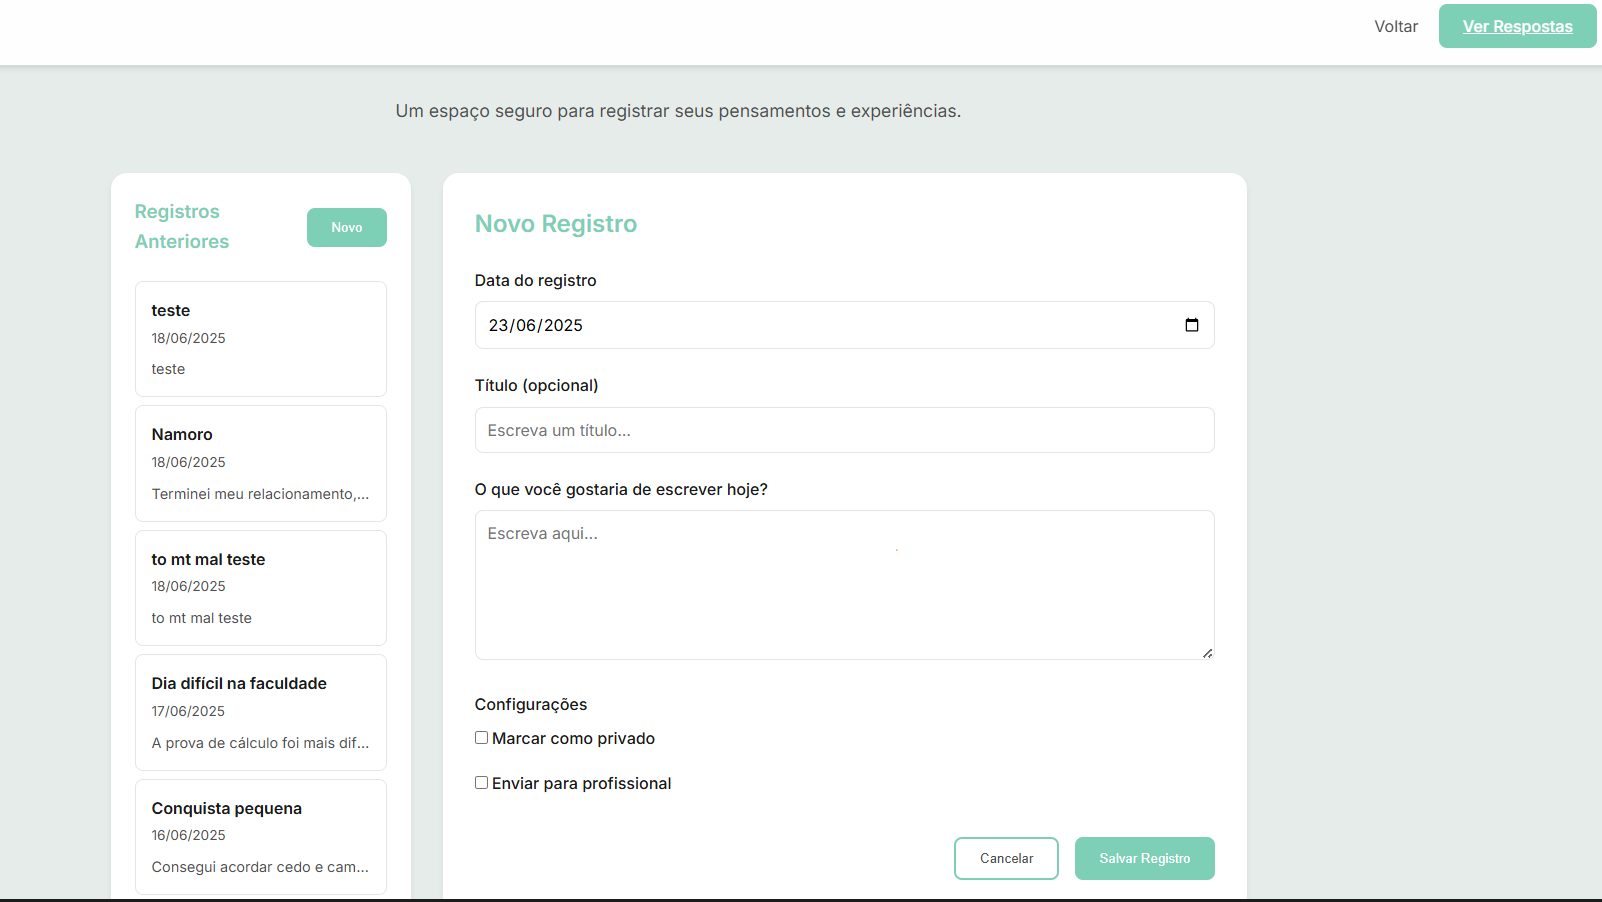 Voltar
Ver Respostas
Um espaço seguro para registrar seus pensamentos e experiências.
Registros
Anteriores
Novo
teste
18/06/2025
teste
Namoro
18/06/2025
Terminei meu relacionamento,...
to mt mal teste
18/06/2025
to mt mal teste
Dia difícil na faculdade
17/06/2025
A prova de cálculo foi mais dif...
Conquista pequena
16/06/2025
Consegui acordar cedo e cam...
Novo Registro
Data do registro
23/06/2025
Título (opcional)
Escreva um título...
O que você gostaria de escrever hoje?
Escreva aqui...
Configurações
Marcar como privado
Enviar para profissional
Cancelar
Salvar Registro